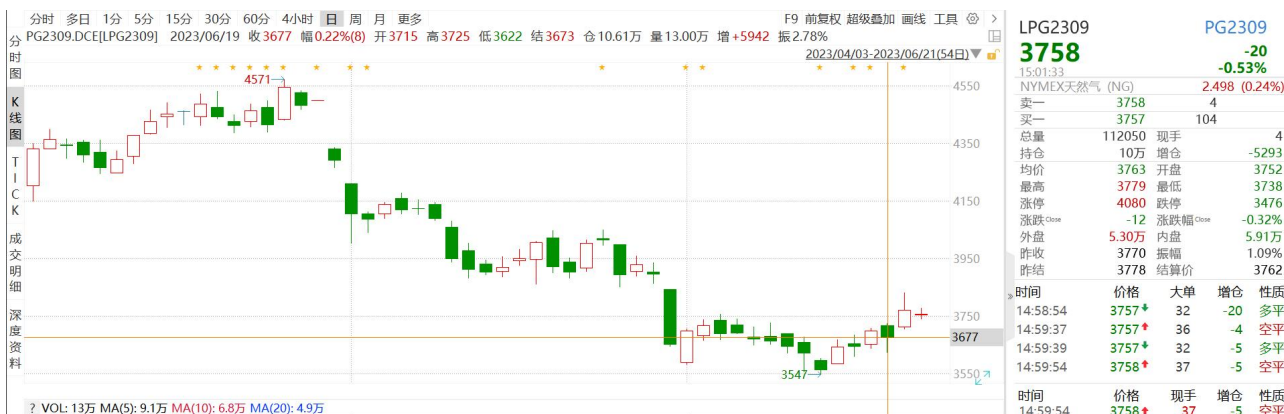 分时 多日 1分 5分 15分 30分 60分 4小时 日 周 月 更多 F9 前复权 超级叠加 画线 工具
PG2309.DCE[LPG2309] 2023/06/19 收3677 幅0.22%(8) 开3715 高3725 低3622 结3673 仓10.61万 量13.00万 增+5942 振2.78%
2023/04/03-2023/06/21(54日)
分时图
K线图
TICK
成交明细
深度资料
4571
3547
4550
4350
4150
3950
3750
3677
3550
? VOL: 13万 MA(5): 9.1万 MA(10): 6.8万 MA(20): 4.9万
LPG2309 PG2309
3758 -20
15:01:33 -0.53%
NYMEX天然气 (NG) 2.498 (0.24%)
卖一 3758 4
买一 3757 104
总量 112050 现手 4
持仓 10万 增仓 -5293
均价 3763 开盘 3752
最高 3779 最低 3738
涨停 4080 跌停 3476
涨跌Close -12 涨跌幅Close -0.32%
外盘 5.30万 内盘 5.91万
昨收 3770 振幅 1.09%
昨结 3778 结算价 3762
时间 价格 大单 增仓 性质
14:58:54 3757 32 -20 多平
14:59:37 3757 36 -4 空平
14:59:39 3757 32 -5 多平
14:59:54 3758 37 -5 空平
时间 价格 现手 增仓 性质
14:59:54 3758 37 -5 空平